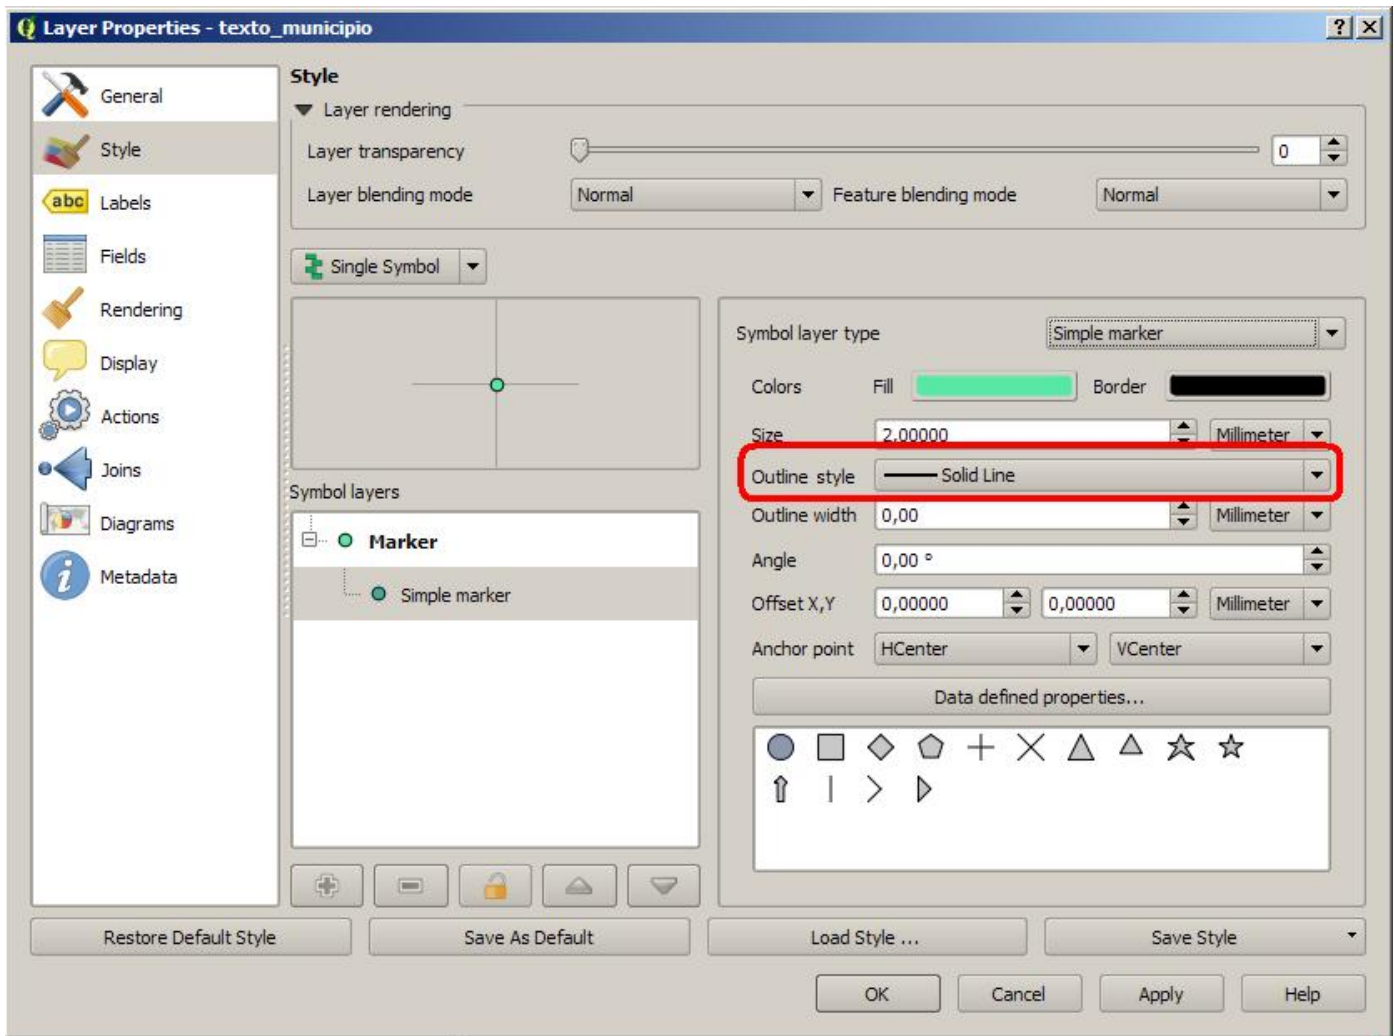 Layer Properties - texto_municipio
General
Style
Labels
Fields
Rendering
Display
Actions
Joins
Diagrams
Metadata
Style
Layer rendering
Layer transparency 0
Layer blending mode Normal Feature blending mode Normal
Single Symbol
Symbol layers
Marker
Simple marker
Symbol layer type Simple marker
Colors Fill Border
Size 2,00000 Millimeter
Outline style Solid Line
Outline width 0,00 Millimeter
Angle 0,00 °
Offset X,Y 0,00000 0,00000 Millimeter
Anchor point HCenter VCenter
Data defined properties...
Restore Default Style Save As Default Load Style ... Save Style
OK Cancel Apply Help
abc